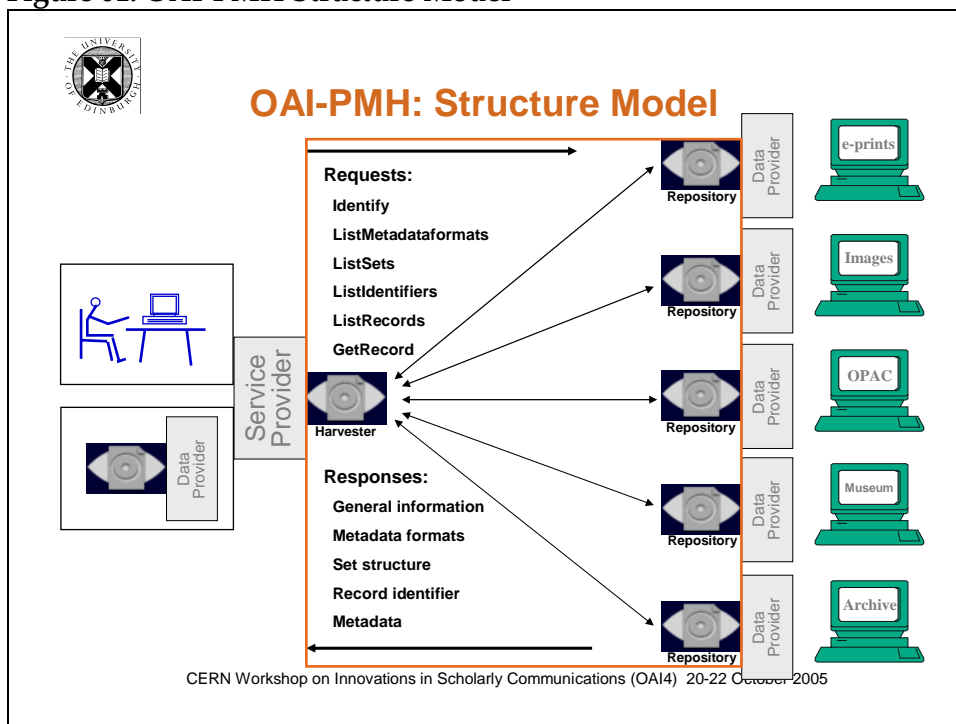 Figure 01: OAI-PMH Structure Model
THE UNIVERSITY OF EDINBURGH
OAI-PMH: Structure Model
Requests:
Identify
ListMetadataformats
ListSets
ListIdentifiers
ListRecords
GetRecord
Service
Provider
Harvester
Data
Provider
Responses:
General information
Metadata formats
Set structure
Record identifier
Metadata
Repository
Data
Provider
e-prints
Repository
Data
Provider
Images
Repository
Data
Provider
OPAC
Repository
Data
Provider
Museum
Repository
Data
Provider
Archive
CERN Workshop on Innovations in Scholarly Communications (OAI4) 20-22 October 2005